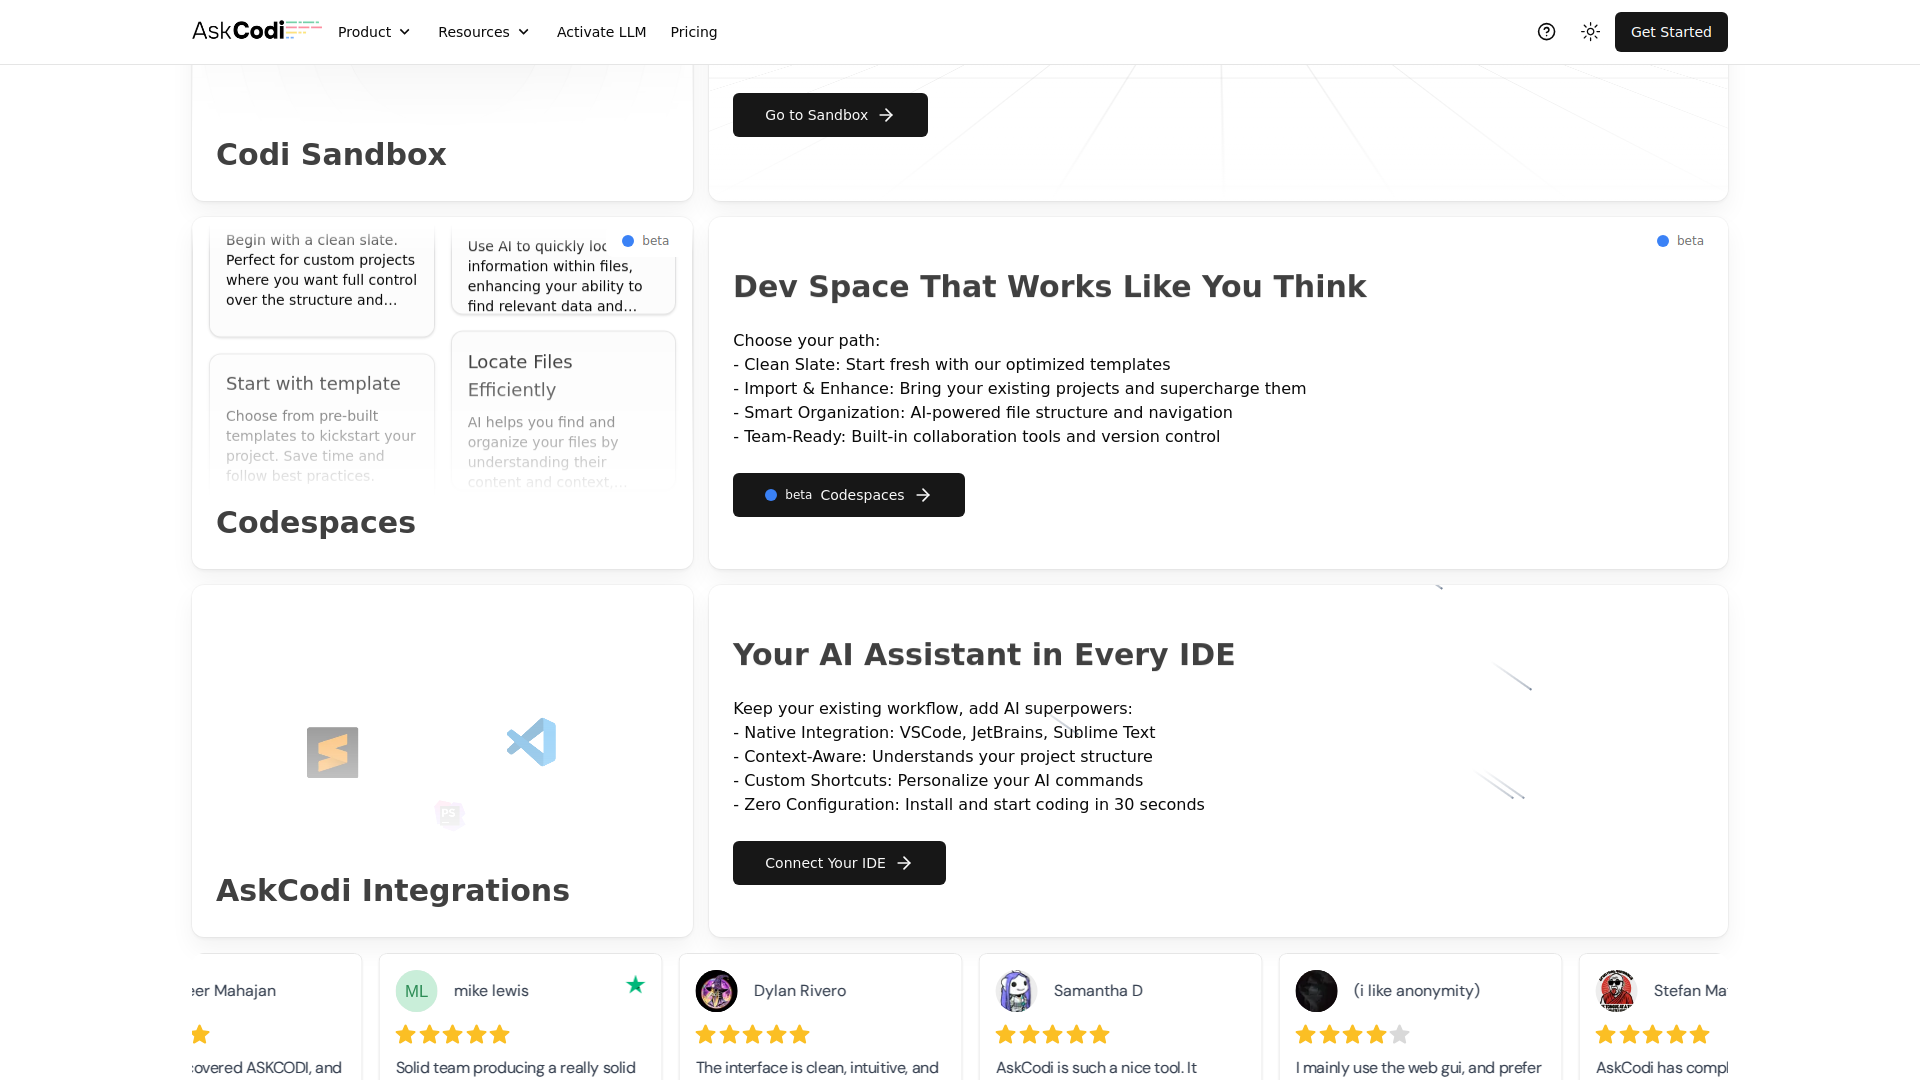 AskCodi
Product
Resources
Activate LLM
Pricing
Get Started
Codi Sandbox
Go to Sandbox
Begin with a clean slate.
Perfect for custom projects
where you want full control
over the structure and...
Start with template
Choose from pre-built
templates to kickstart your
project. Save time and
follow best practices.
Use AI to quickly loc
information within files,
enhancing your ability to
find relevant data and...
Locate Files
Efficiently
AI helps you find and
organize your files by
understanding their
content and context,...
beta
Codespaces
beta
Dev Space That Works Like You Think
Choose your path:
- Clean Slate: Start fresh with our optimized templates
- Import & Enhance: Bring your existing projects and supercharge them
- Smart Organization: AI-powered file structure and navigation
- Team-Ready: Built-in collaboration tools and version control
beta Codespaces
PS
AskCodi Integrations
Your AI Assistant in Every IDE
Keep your existing workflow, add AI superpowers:
- Native Integration: VSCode, JetBrains, Sublime Text
- Context-Aware: Understands your project structure
- Custom Shortcuts: Personalize your AI commands
- Zero Configuration: Install and start coding in 30 seconds
Connect Your IDE
eer Mahajan
covered ASKCODI, and
ML
mike lewis
Solid team producing a really solid
Dylan Rivero
The interface is clean, intuitive, and
Samantha D
AskCodi is such a nice tool. It
(i like anonymity)
I mainly use the web gui, and prefer
Stefan Ma
AskCodi has compl